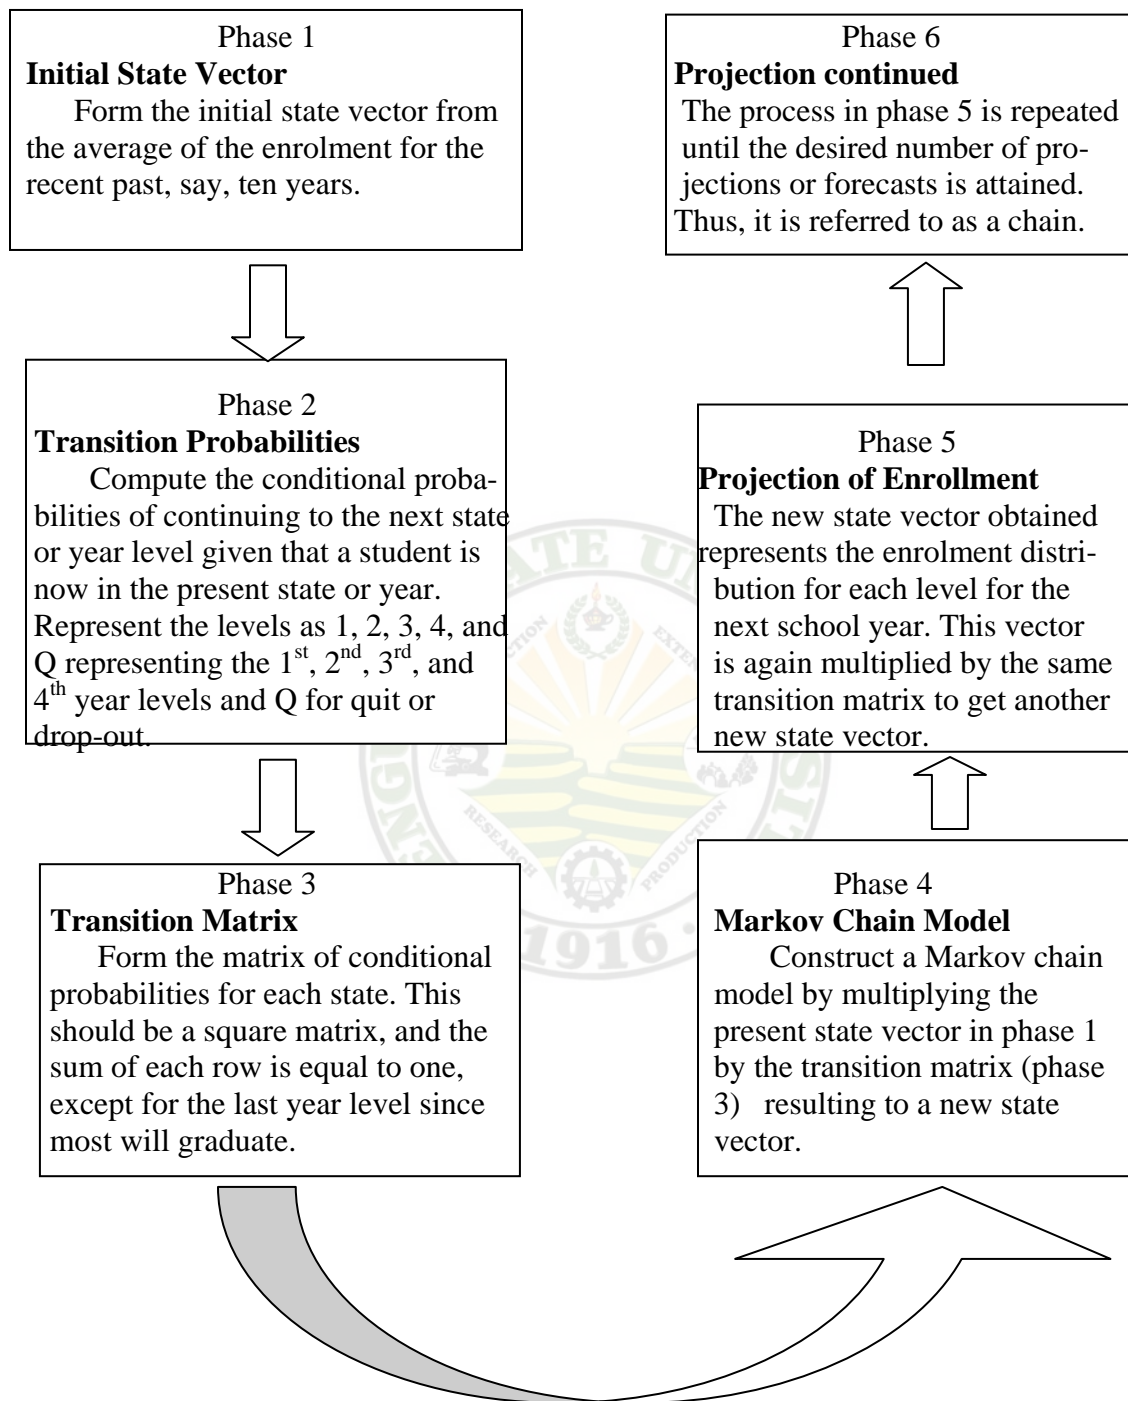 Phase 1
Initial State Vector
Form the initial state vector from
the average of the enrolment for the
recent past, say, ten years.
Phase 2
Transition Probabilities
Compute the conditional proba-
bilities of continuing to the next state
or year level given that a student is
now in the present state or year.
Represent the levels as 1, 2, 3, 4, and
Q representing the 1st, 2nd, 3rd, and
4th year levels and Q for quit or
drop-out.
Phase 3
Transition Matrix
Form the matrix of conditional
probabilities for each state. This
should be a square matrix, and the
sum of each row is equal to one,
except for the last year level since
most will graduate.
Phase 4
Markov Chain Model
Construct a Markov chain
model by multiplying the
present state vector in phase 1
by the transition matrix (phase
3) resulting to a new state
vector.
Phase 5
Projection of Enrollment
The new state vector obtained
represents the enrolment distri-
bution for each level for the
next school year. This vector
is again multiplied by the same
transition matrix to get another
new state vector.
Phase 6
Projection continued
The process in phase 5 is repeated
until the desired number of pro-
jections or forecasts is attained.
Thus, it is referred to as a chain.
RESEARCH
PRODUCTION
1916